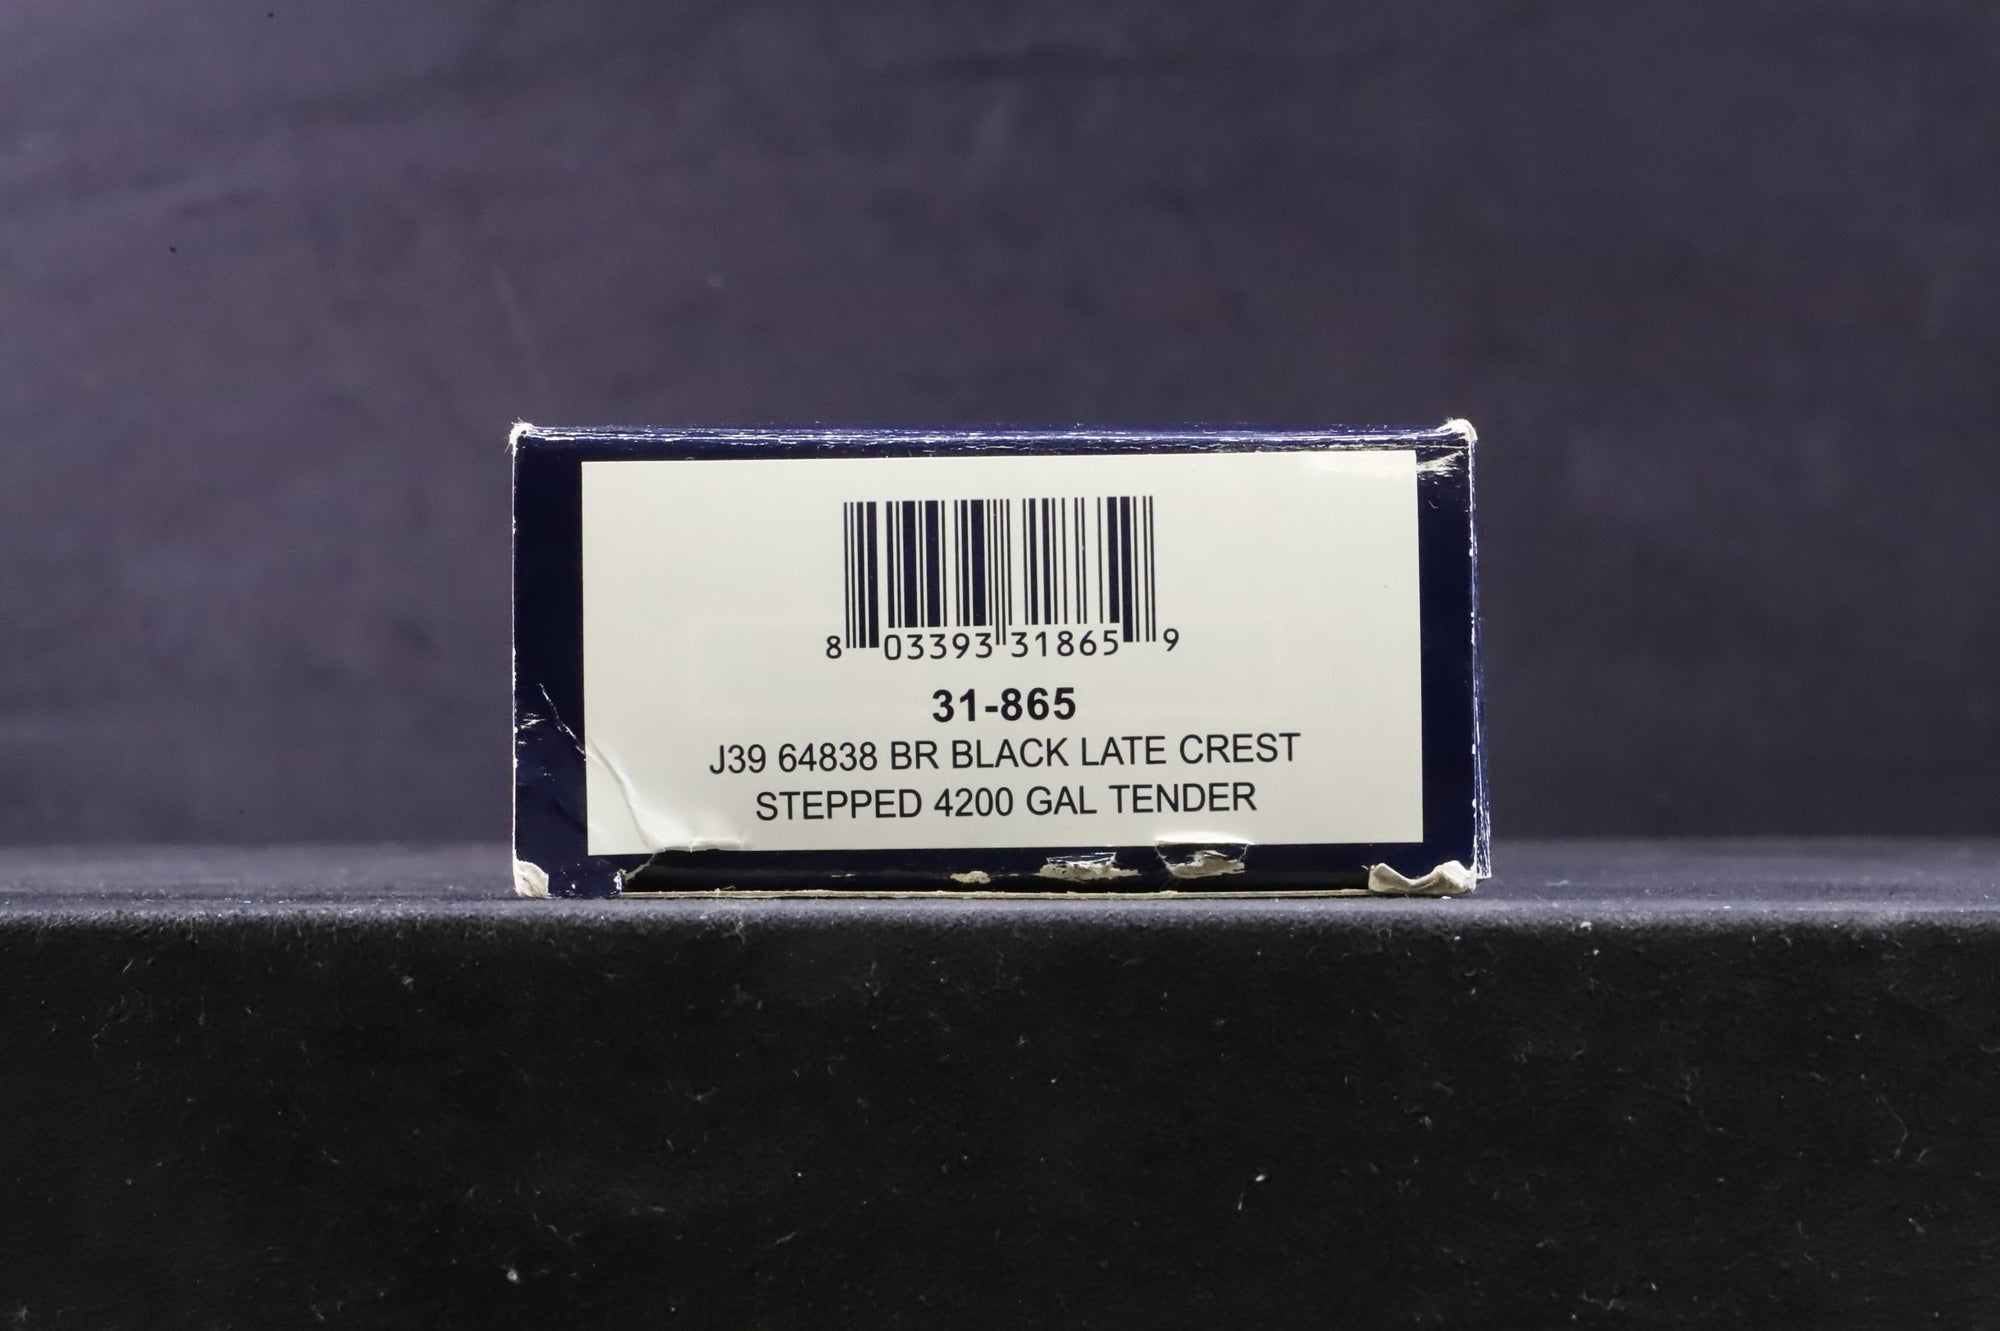 8 03393 31865 9
31-865
J39 64838 BR BLACK LATE CREST
STEPPED 4200 GAL TENDER